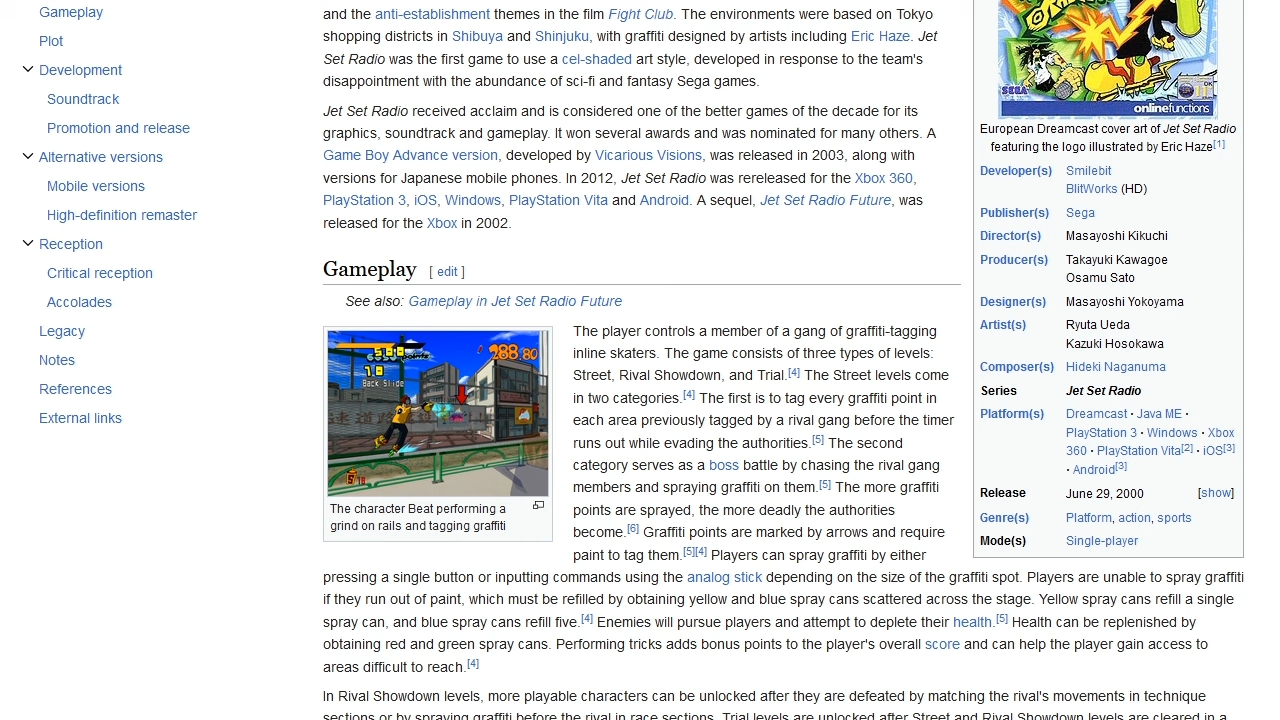 Gameplay
Plot
Development
Soundtrack
Promotion and release
Alternative versions
Mobile versions
High-definition remaster
Reception
Critical reception
Accolades
Legacy
Notes
References
External links
and the anti-establishment themes in the film Fight Club. The environments were based on Tokyo
shopping districts in Shibuya and Shinjuku, with graffiti designed by artists including Eric Haze. Jet
Set Radio was the first game to use a cel-shaded art style, developed in response to the team's
disappointment with the abundance of sci-fi and fantasy Sega games.
Jet Set Radio received acclaim and is considered one of the better games of the decade for its
graphics, soundtrack and gameplay. It won several awards and was nominated for many others. A
Game Boy Advance version, developed by Vicarious Visions, was released in 2003, along with
versions for Japanese mobile phones. In 2012, Jet Set Radio was rereleased for the Xbox 360,
PlayStation 3, iOS, Windows, PlayStation Vita and Android. A sequel, Jet Set Radio Future, was
released for the Xbox in 2002.
Gameplay [ edit ]
See also: Gameplay in Jet Set Radio Future
288.80
10
Back Slide
The character Beat performing a
grind on rails and tagging graffiti
The player controls a member of a gang of graffiti-tagging
inline skaters. The game consists of three types of levels:
Street, Rival Showdown, and Trial.[4] The Street levels come
in two categories.[4] The first is to tag every graffiti point in
each area previously tagged by a rival gang before the timer
runs out while evading the authorities.[5] The second
category serves as a boss battle by chasing the rival gang
members and spraying graffiti on them.[5] The more graffiti
points are sprayed, the more deadly the authorities
become.[6] Graffiti points are marked by arrows and require
paint to tag them.[5][4] Players can spray graffiti by either
pressing a single button or inputting commands using the analog stick depending on the size of the graffiti spot. Players are unable to spray graffiti
if they run out of paint, which must be refilled by obtaining yellow and blue spray cans scattered across the stage. Yellow spray cans refill a single
spray can, and blue spray cans refill five.[4] Enemies will pursue players and attempt to deplete their health.[5] Health can be replenished by
obtaining red and green spray cans. Performing tricks adds bonus points to the player's overall score and can help the player gain access to
areas difficult to reach.[4]
In Rival Showdown levels, more playable characters can be unlocked after they are defeated by matching the rival's movements in technique
sections or by spraying graffiti before the rival in race sections. Trial levels are unlocked after Street and Rival Showdown levels are cleared in a
SEGA
onlinefunctions
European Dreamcast cover art of Jet Set Radio
featuring the logo illustrated by Eric Haze[1]
Developer(s) Smilebit
BlitWorks (HD)
Publisher(s) Sega
Director(s) Masayoshi Kikuchi
Producer(s) Takayuki Kawagoe
Osamu Sato
Designer(s) Masayoshi Yokoyama
Artist(s) Ryuta Ueda
Kazuki Hosokawa
Composer(s) Hideki Naganuma
Series Jet Set Radio
Platform(s) Dreamcast · Java ME ·
PlayStation 3 · Windows · Xbox
360 · PlayStation Vita[2] · iOS[3]
· Android[3]
Release June 29, 2000 [show]
Genre(s) Platform, action, sports
Mode(s) Single-player